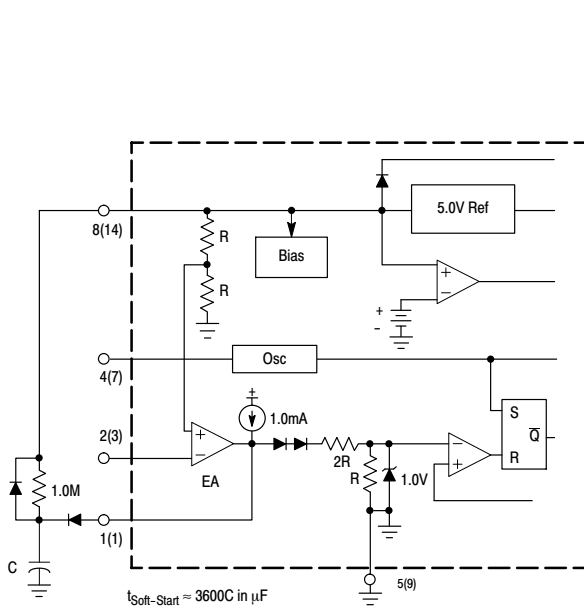 5.0V Ref
8(14)
R
Bias
R
+
−
+
-
4(7)
Osc
+
1.0mA
S
Q
R
2(3)
+
−
EA
2R
R
1.0V
−
+
1.0M
1(1)
C
5(9)
tSoft−Start ≈ 3600C in µF